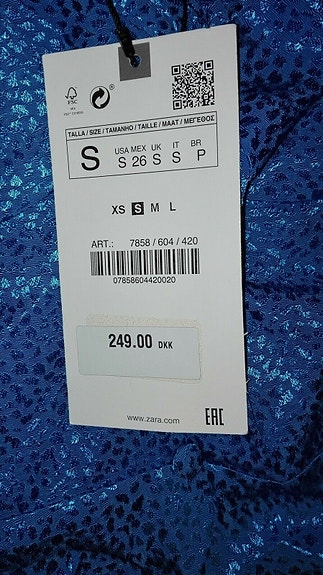 FSC
TALLA / SIZE / TAMANHO / TAILLE / MAAT / ΜΕΓΕΘΟΣ
S
USA MEX UK IT BR
S 26 S S P
XS S M L
ART.: 7858 / 604 / 420
07858604420020
249.00 DKK
www.zara.com
EAC